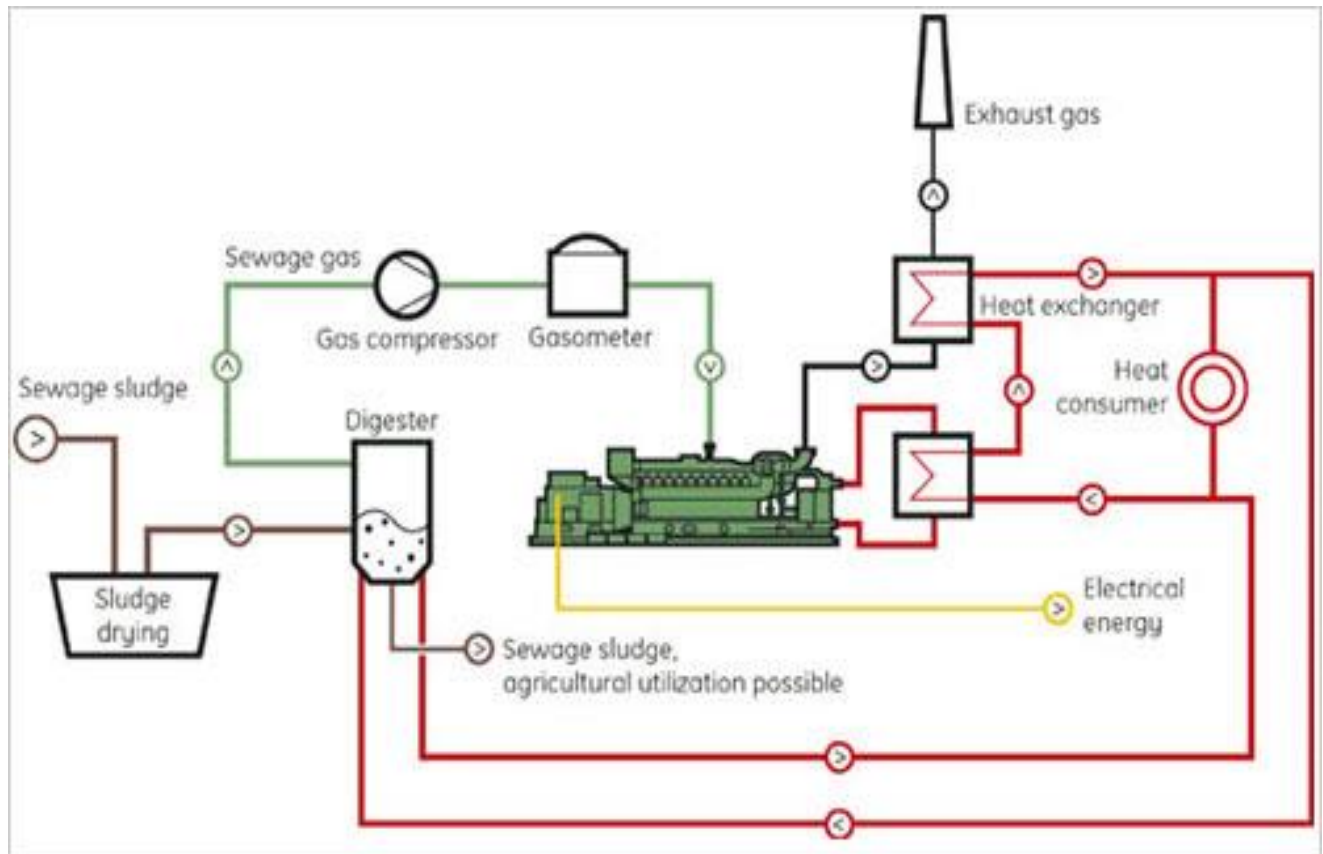 Exhaust gas
Sewage gas
Gas compressor
Gasometer
Heat exchanger
Sewage sludge
Digester
Heat
consumer
Sludge
drying
Electrical
energy
Sewage sludge,
agricultural utilization possible